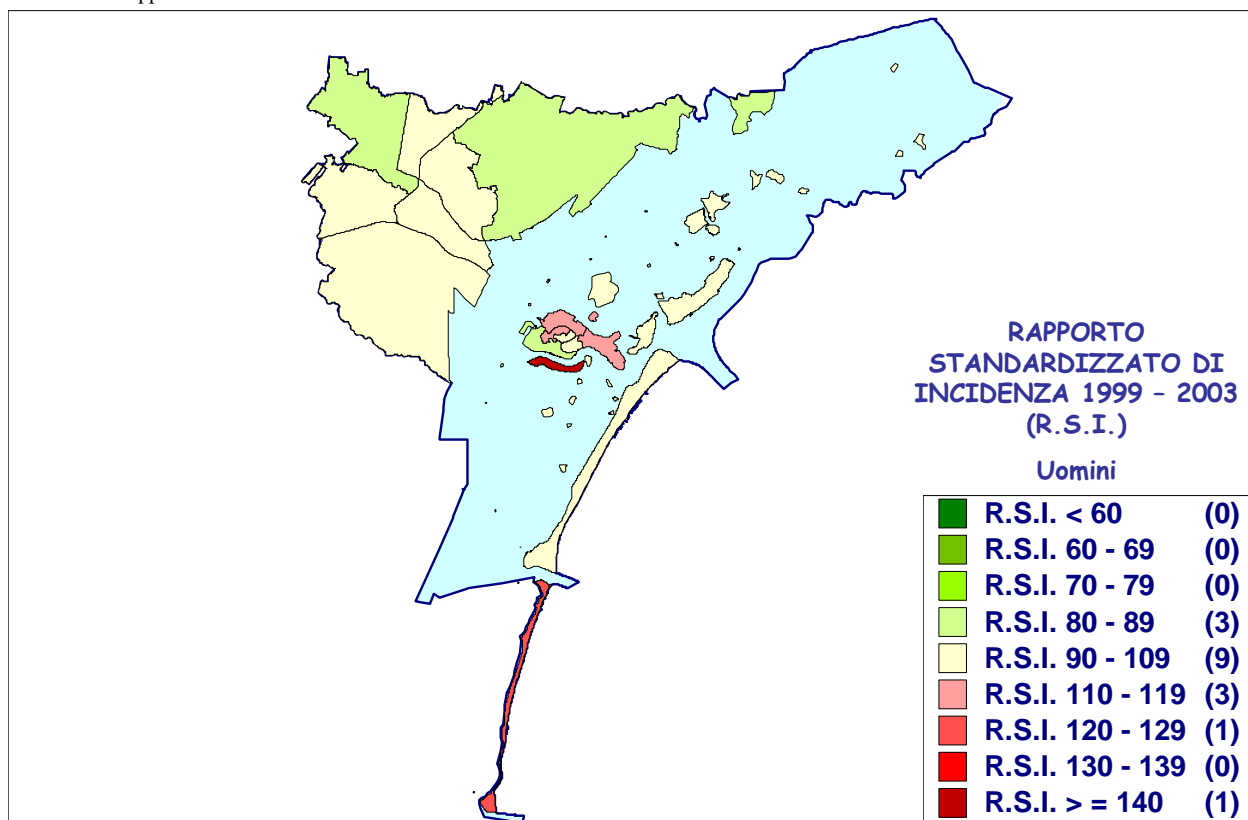 RAPPORTO
STANDARDIZZATO DI
INCIDENZA 1999 - 2003
(R.S.I.)
Uomini
R.S.I. < 60 (0)
R.S.I. 60 - 69 (0)
R.S.I. 70 - 79 (0)
R.S.I. 80 - 89 (3)
R.S.I. 90 - 109 (9)
R.S.I. 110 - 119 (3)
R.S.I. 120 - 129 (1)
R.S.I. 130 - 139 (0)
R.S.I. > = 140 (1)